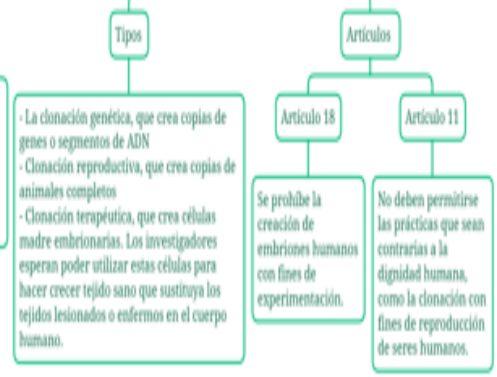 Tipos
- La clonación genética, que crea copias de
genes o segmentos de ADN
- Clonación reproductiva, que crea copias de
animales completos
- Clonación terapéutica, que crea células
madre embrionarias. Los investigadores
esperan poder utilizar estas células para
hacer crecer tejido sano que sustituya los
tejidos lesionados o enfermos en el cuerpo
humano.
Artículos
Artículo 18
Se prohíbe la
creación de
embriones humanos
con fines de
experimentación.
Artículo 11
No deben permitirse
las prácticas que sean
contrarias a la
dignidad humana,
como la clonación con
fines de reproducción
de seres humanos.